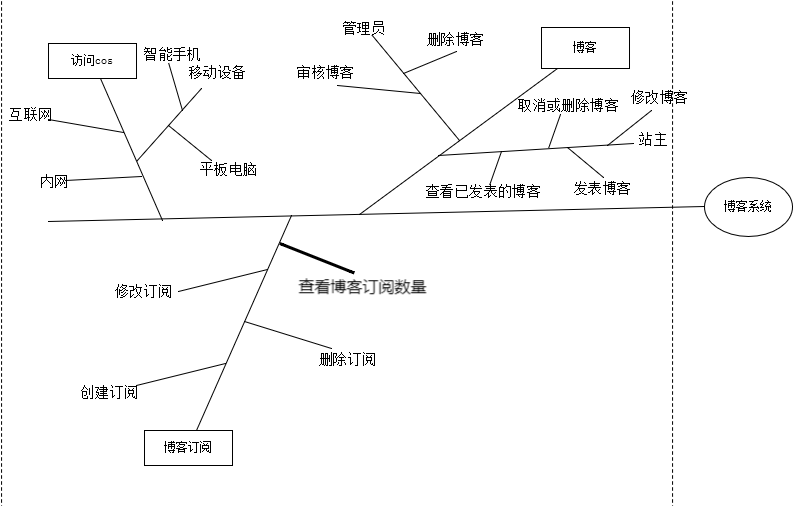 管理员
博客
删除博客
智能手机
访问cos
移动设备
审核博客
修改博客
取消或删除博客
互联网
站主
平板电脑
内网
查看已发表的博客
发表博客
博客系统
查看博客订阅数量
修改订阅
删除订阅
创建订阅
博客订阅